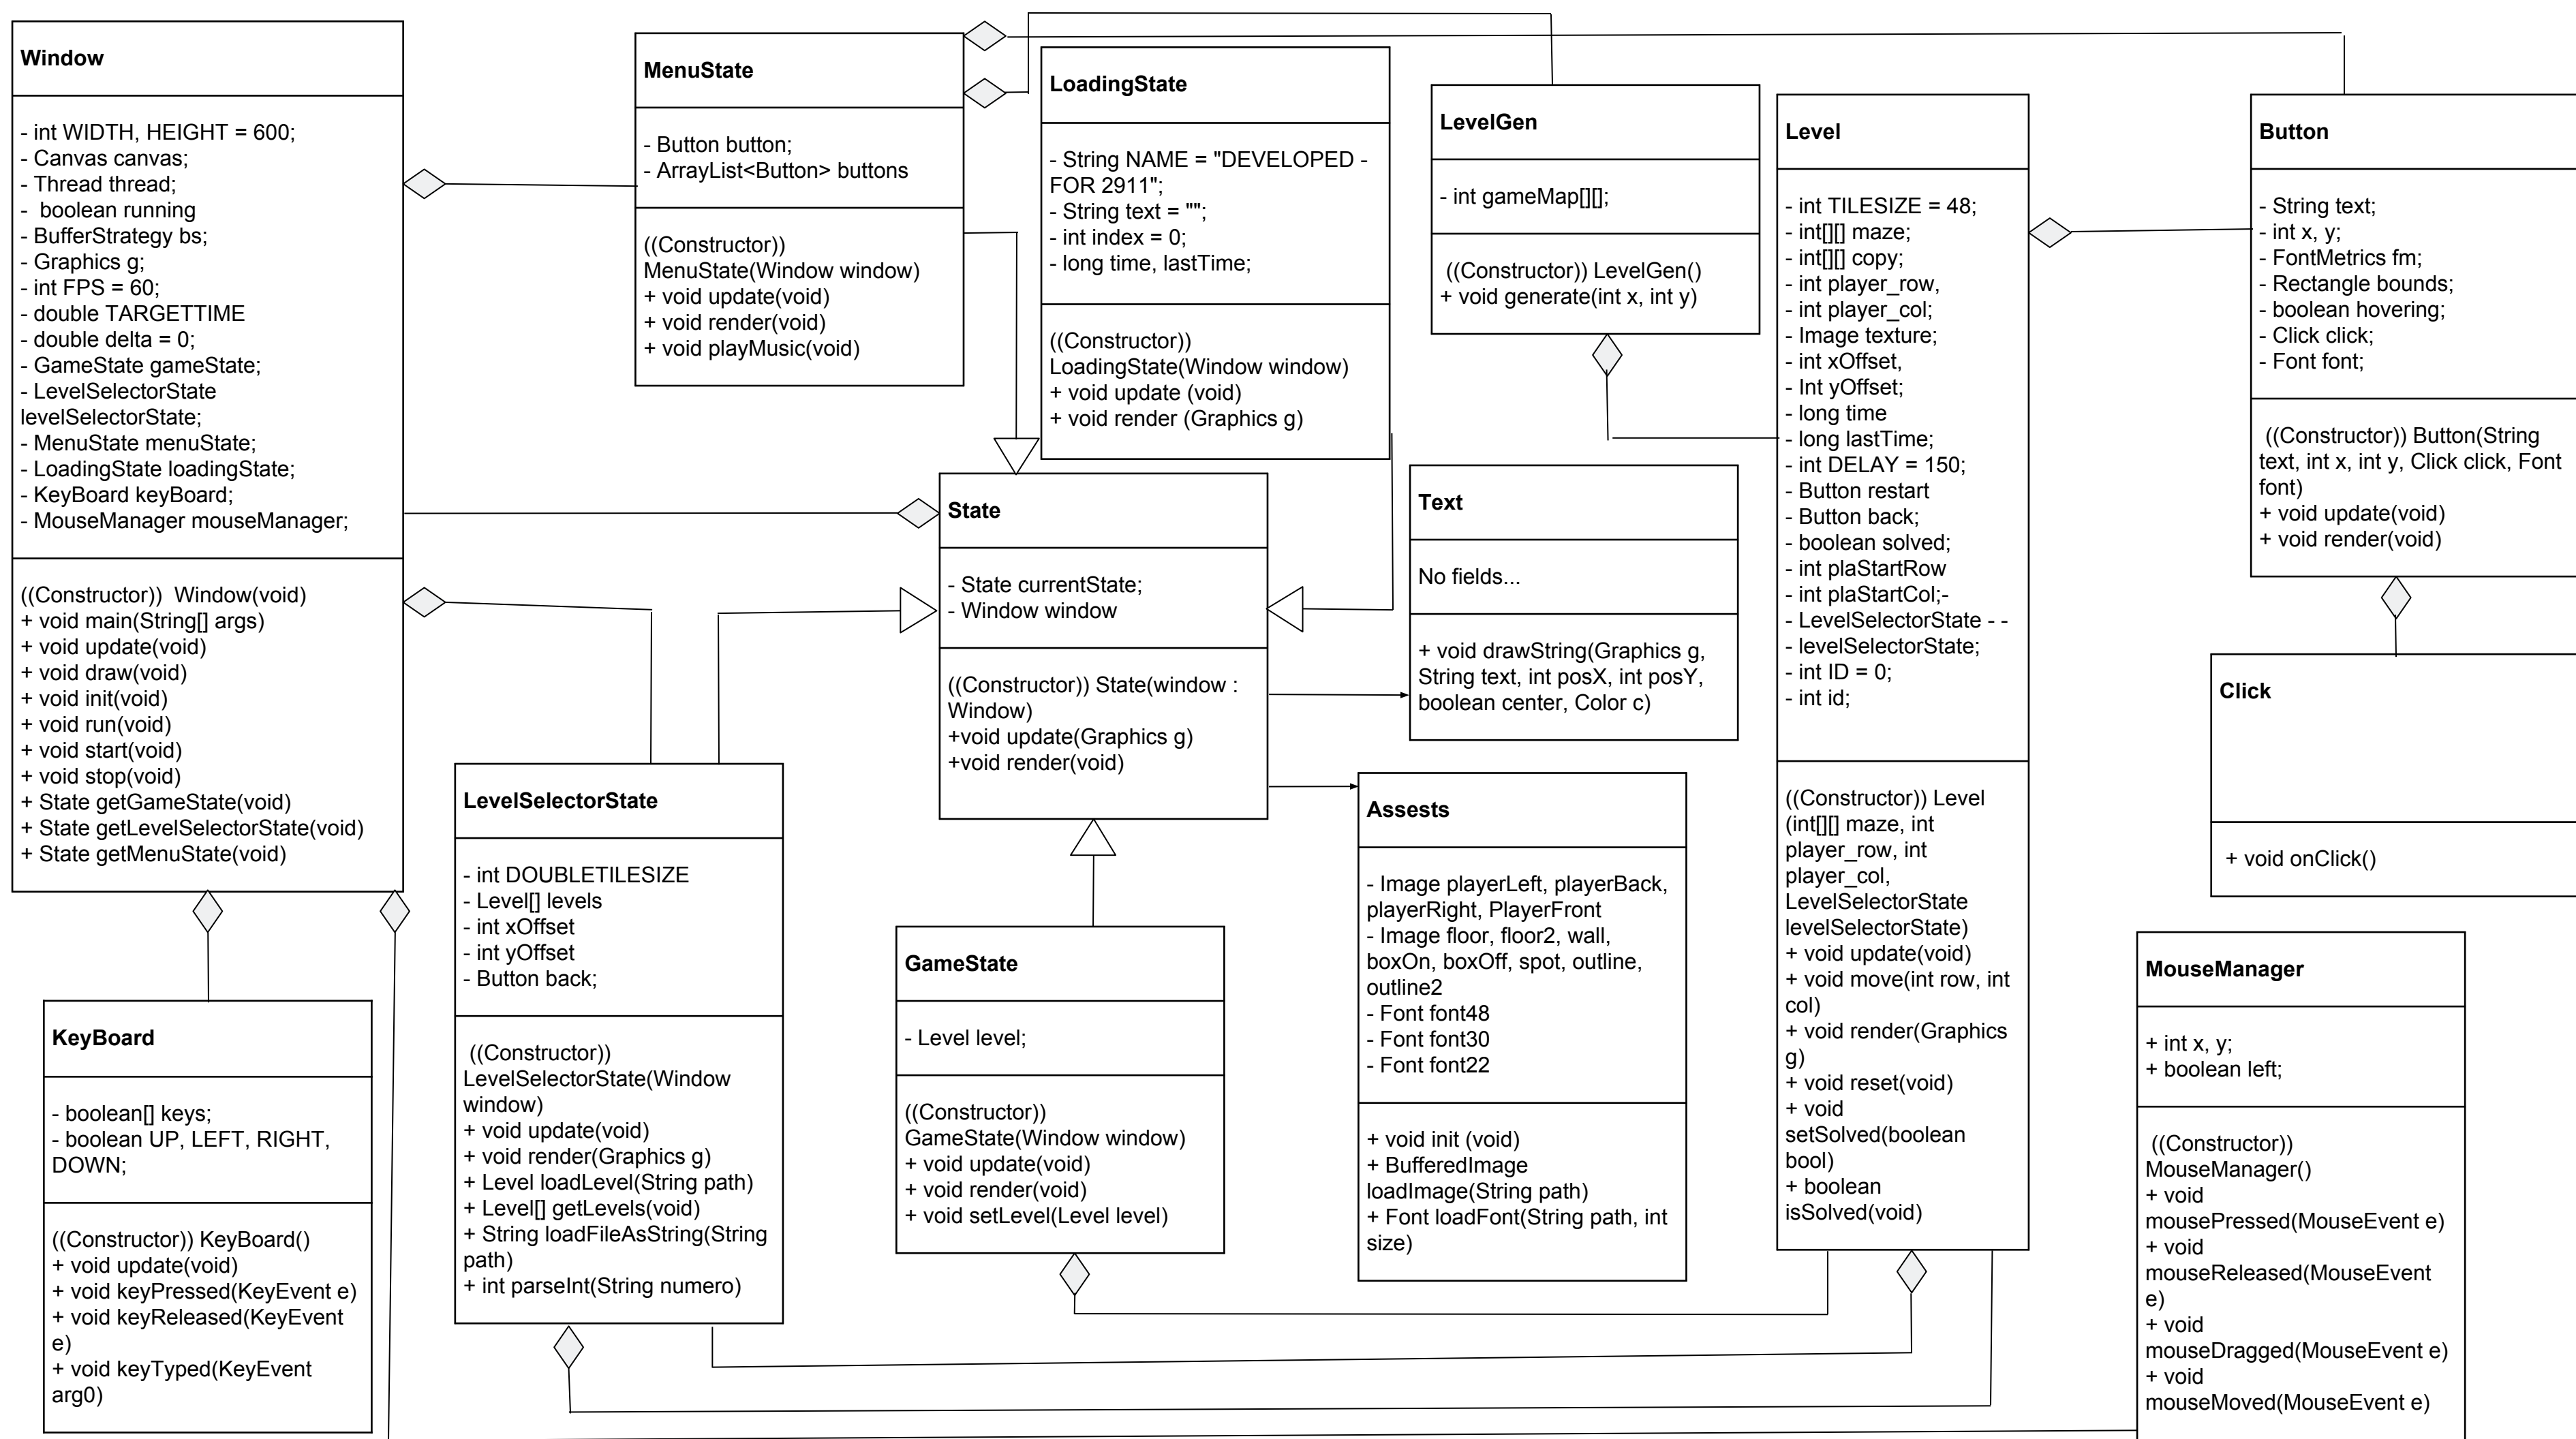 Window
- int WIDTH, HEIGHT = 600;
- Canvas canvas;
- Thread thread;
-  boolean running
- BufferStrategy bs;
- Graphics g;
- int FPS = 60;
- double TARGETTIME
- double delta = 0;
- GameState gameState;
- LevelSelectorState
levelSelectorState;
- MenuState menuState;
- LoadingState loadingState;
- KeyBoard keyBoard;
- MouseManager mouseManager;
((Constructor))  Window(void)
+ void main(String[] args)
+ void update(void)
+ void draw(void)
+ void init(void)
+ void run(void)
+ void start(void)
+ void stop(void)
+ State getGameState(void)
+ State getLevelSelectorState(void)
+ State getMenuState(void)
MenuState
- Button button;
- ArrayList<Button> buttons
((Constructor))
MenuState(Window window)
+ void update(void)
+ void render(void)
+ void playMusic(void)
LoadingState
- String NAME = "DEVELOPED -
FOR 2911";
- String text = "";
- int index = 0;
- long time, lastTime;
((Constructor))
LoadingState(Window window)
+ void update (void)
+ void render (Graphics g)
LevelGen
- int gameMap[][];
((Constructor)) LevelGen()
+ void generate(int x, int y)
Level
- int TILESIZE = 48;
- int[][] maze;
- int[][] copy;
- int player_row,
- int player_col;
- Image texture;
- int xOffset,
- Int yOffset;
- long time
- long lastTime;
- int DELAY = 150;
- Button restart
- Button back;
- boolean solved;
- int plaStartRow
- int plaStartCol;-
- LevelSelectorState - -
- levelSelectorState;
- int ID = 0;
- int id;
((Constructor)) Level
(int[][] maze, int
player_row, int
player_col,
LevelSelectorState
levelSelectorState)
+ void update(void)
+ void move(int row, int
col)
+ void render(Graphics
g)
+ void reset(void)
+ void
setSolved(boolean
bool)
+ boolean
isSolved(void)
Button
- String text;
- int x, y;
- FontMetrics fm;
- Rectangle bounds;
- boolean hovering;
- Click click;
- Font font;
((Constructor)) Button(String
text, int x, int y, Click click, Font
font)
+ void update(void)
+ void render(void)
State
- State currentState;
- Window window
((Constructor)) State(window :
Window)
+void update(Graphics g)
+void render(void)
Text
No fields...
+ void drawString(Graphics g,
String text, int posX, int posY,
boolean center, Color c)
Click
+ void onClick()
LevelSelectorState
- int DOUBLETILESIZE
- Level[] levels
- int xOffset
- int yOffset
- Button back;
((Constructor))
LevelSelectorState(Window
window)
+ void update(void)
+ void render(Graphics g)
+ Level loadLevel(String path)
+ Level[] getLevels(void)
+ String loadFileAsString(String
path)
+ int parseInt(String numero)
Assests
- Image playerLeft, playerBack,
playerRight, PlayerFront
- Image floor, floor2, wall,
boxOn, boxOff, spot, outline,
outline2
- Font font48
- Font font30
- Font font22
+ void init (void)
+ BufferedImage
loadImage(String path)
+ Font loadFont(String path, int
size)
GameState
- Level level;
((Constructor))
GameState(Window window)
+ void update(void)
+ void render(void)
+ void setLevel(Level level)
KeyBoard
- boolean[] keys;
- boolean UP, LEFT, RIGHT,
DOWN;
((Constructor)) KeyBoard()
+ void update(void)
+ void keyPressed(KeyEvent e)
+ void keyReleased(KeyEvent
e)
+ void keyTyped(KeyEvent
arg0)
MouseManager
+ int x, y;
+ boolean left;
((Constructor))
MouseManager()
+ void
mousePressed(MouseEvent e)
+ void
mouseReleased(MouseEvent
e)
+ void
mouseDragged(MouseEvent e)
+ void
mouseMoved(MouseEvent e)